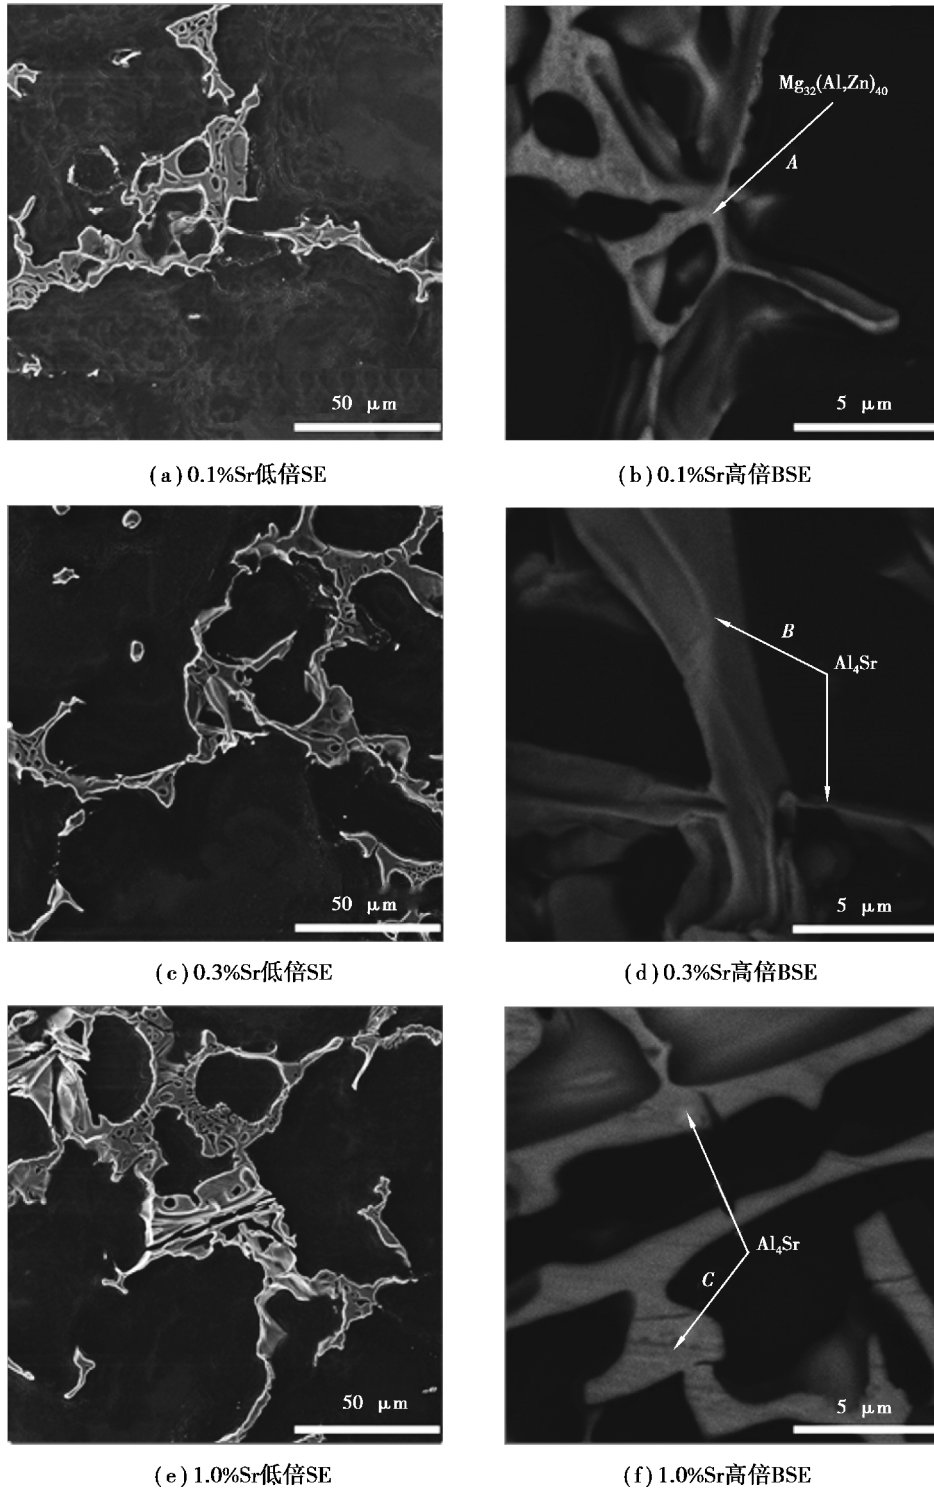 Mg32(Al,Zn)40
A
50 μm
5 μm
(a)0.1%Sr低倍SE
(b)0.1%Sr高倍BSE
B
Al4Sr
50 μm
5 μm
(c)0.3%Sr低倍SE
(d)0.3%Sr高倍BSE
Al4Sr
C
50 μm
5 μm
(e)1.0%Sr低倍SE
(f)1.0%Sr高倍BSE